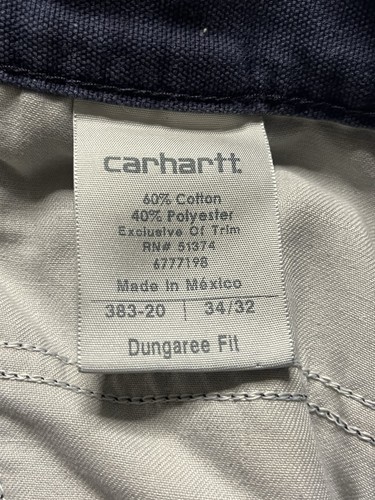 carhartt
60% Cotton
40% Polyester
Exclusive Of Trim
RN# 51374
6777198
Made In México
383-20 34/32
Dungaree Fit